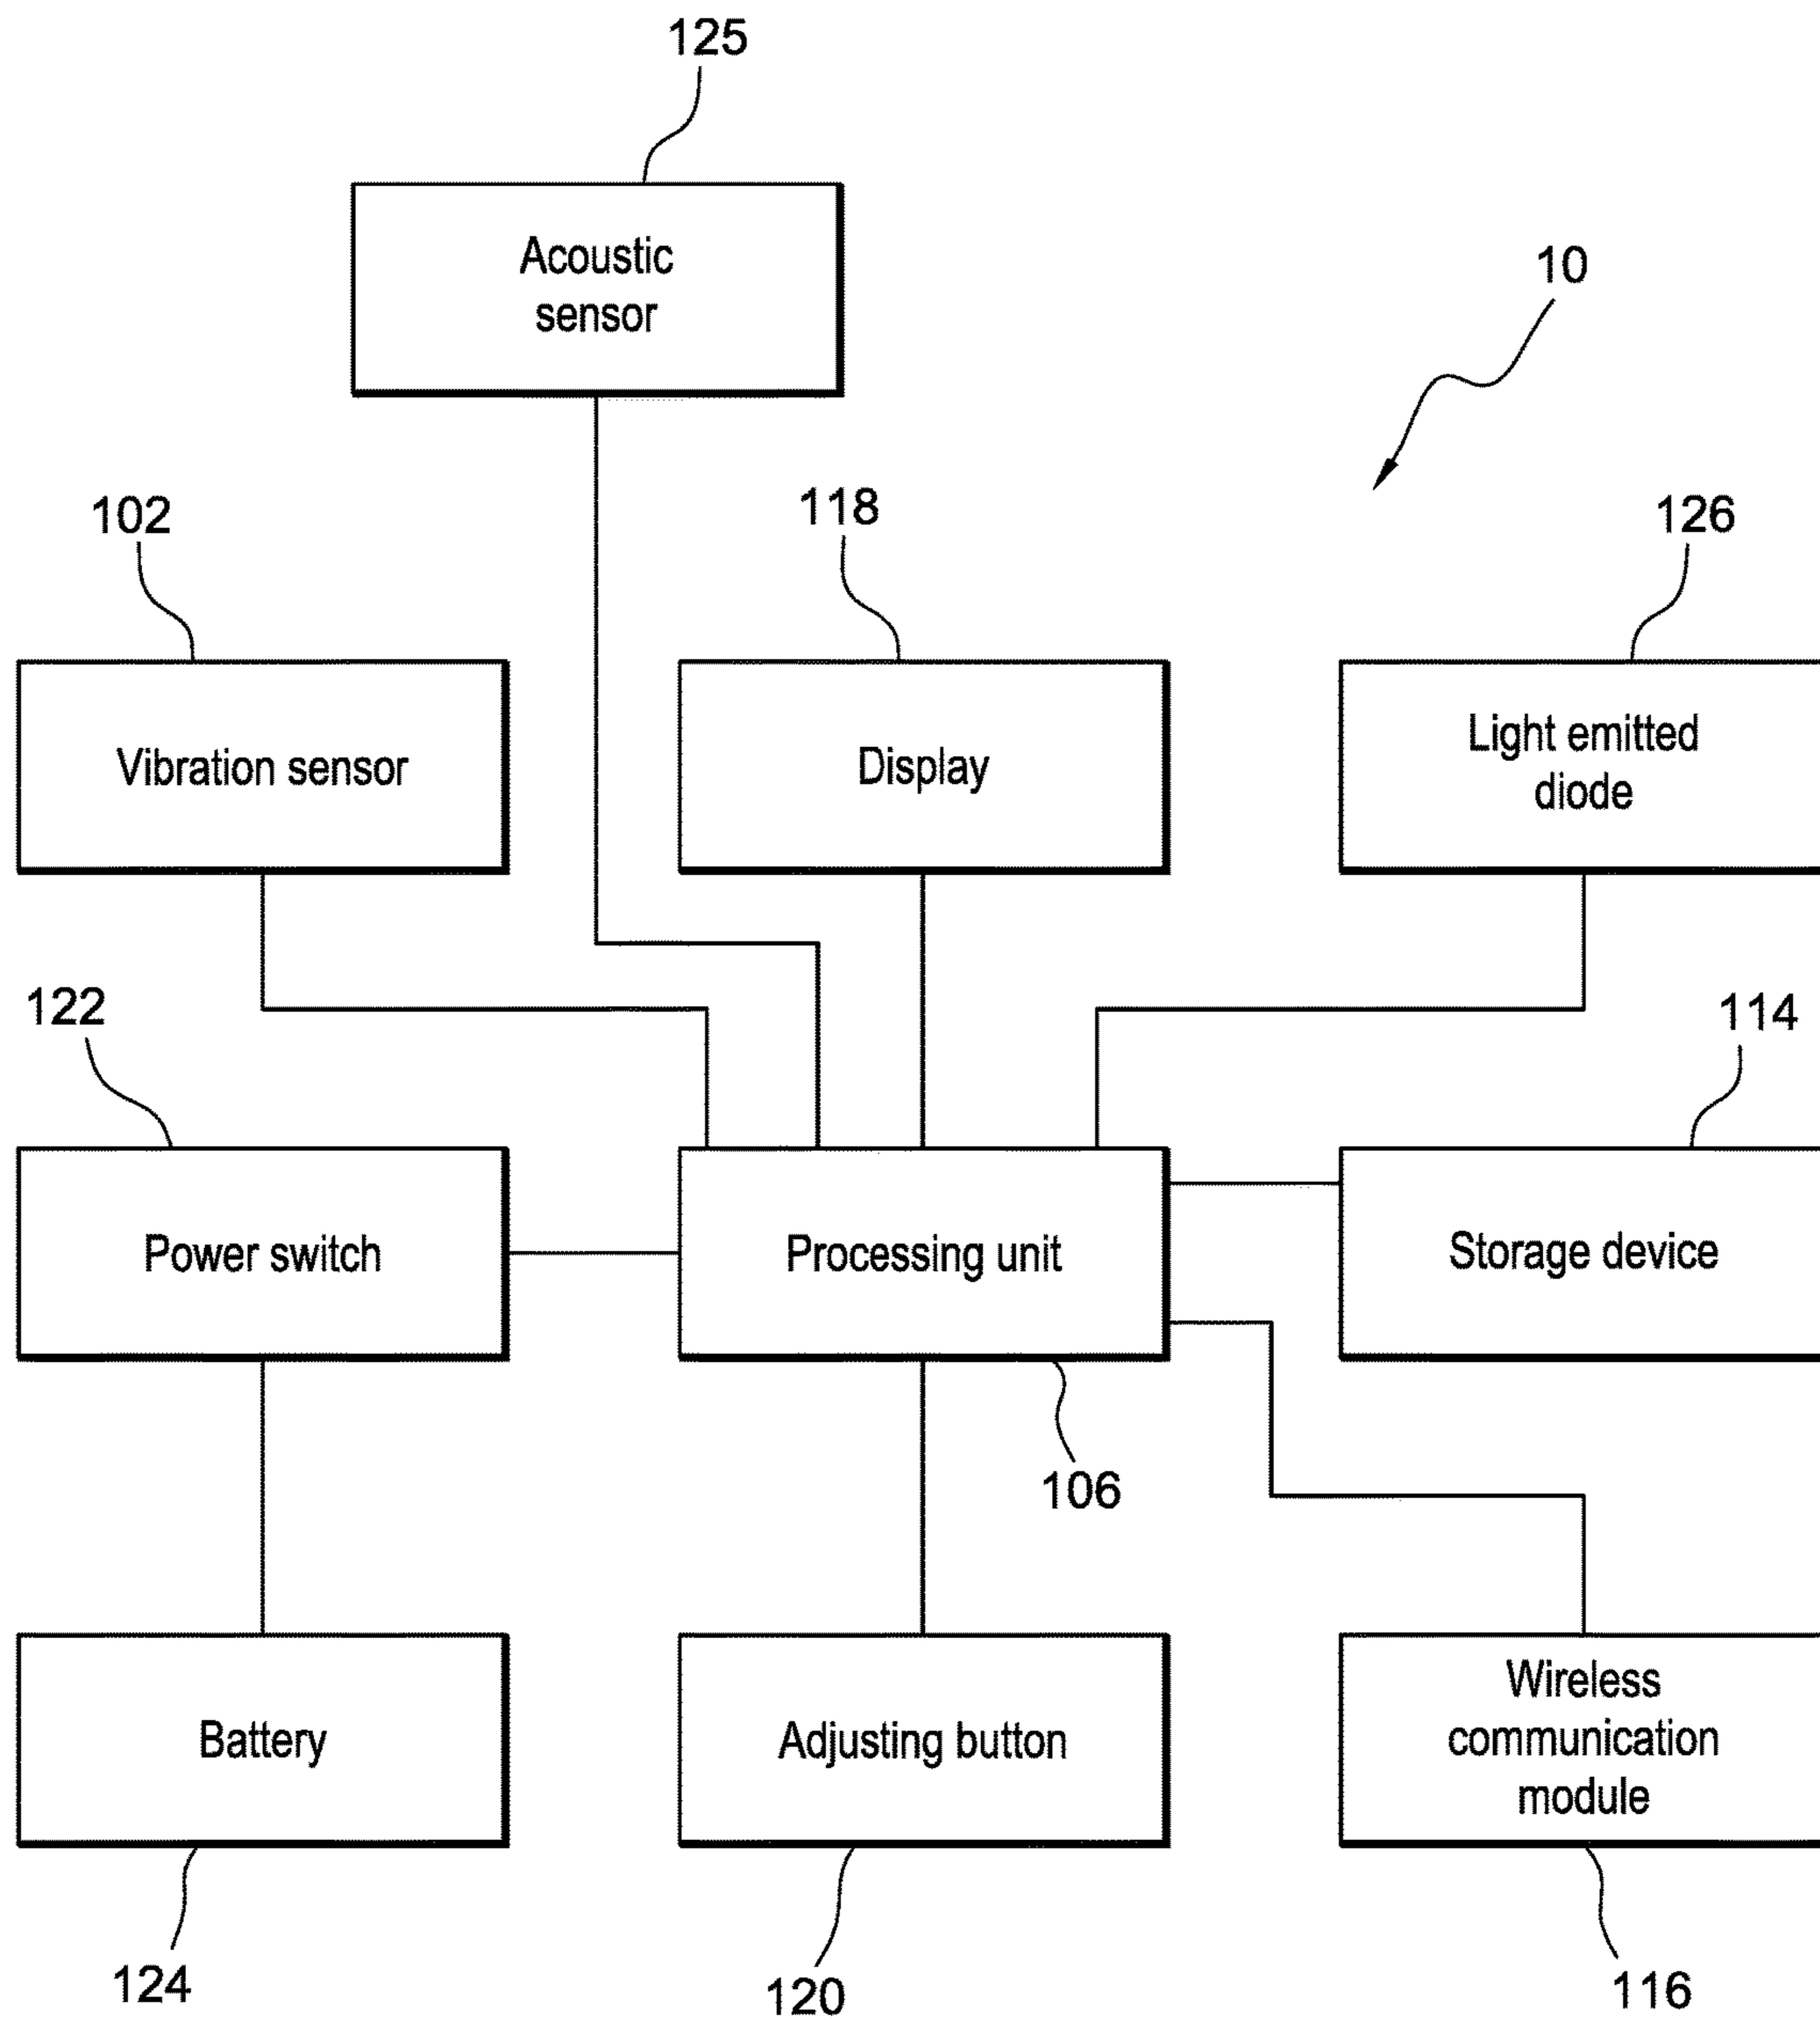 125
Acoustic
sensor
10
102
118
126
Vibration sensor
Display
Light emitted
diode
122
114
Power switch
Processing unit
Storage device
106
Battery
Adjusting button
Wireless
communication
module
124
120
116